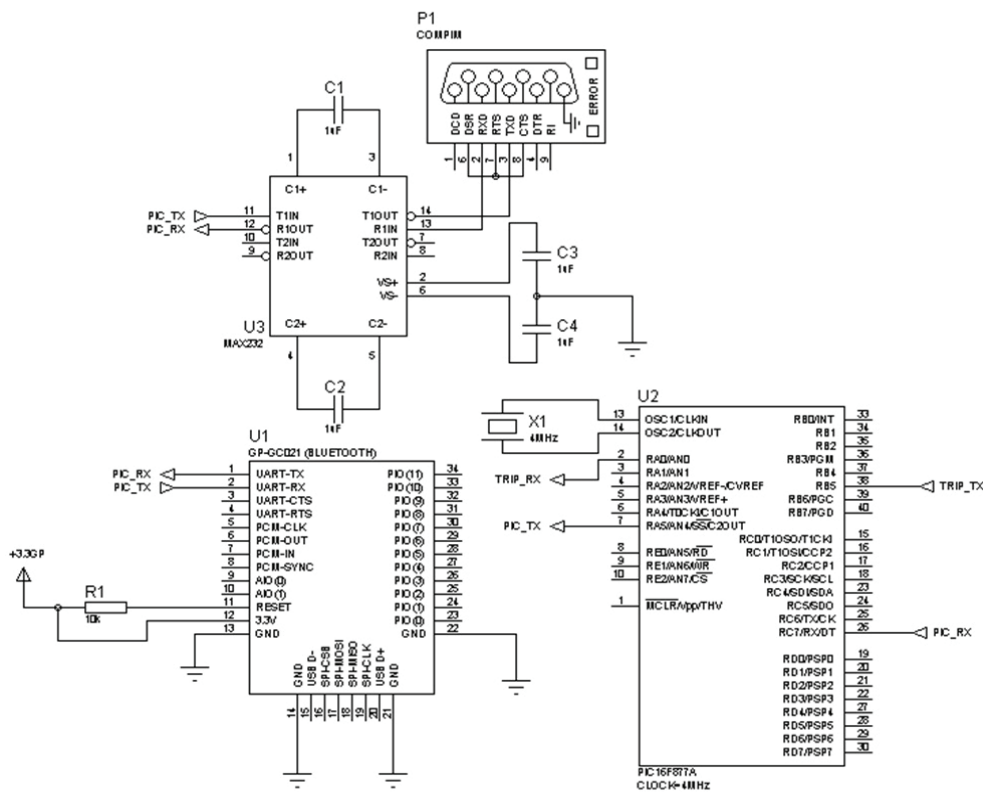 P1
COMPIM
ERROR
DCD
DSR
RXD
RTS
TXD
CTS
DTR
RI
1
6
2
7
3
8
4
9
C1
1uF
1
3
C1+
C1-
PIC_TX
11
T1IN
T1OUT
14
PIC_RX
12
R1OUT
R1IN
13
10
T2IN
T2OUT
7
9
R2OUT
R2IN
8
VS+
2
VS-
6
C2+
C2-
U3
MAX232
4
5
C2
1uF
C3
1uF
C4
1uF
U1
GP-GC021 (BLUETOOTH)
PIC_RX
1
UART-TX
PIO(11)
34
PIC_TX
2
UART-RX
PIO(10)
33
3
UART-CTS
PIO(9)
32
4
UART-RTS
PIO(8)
31
5
PCM-CLK
PIO(7)
30
6
PCM-OUT
PIO(6)
29
7
PCM-IN
PIO(5)
28
8
PCM-SYNC
PIO(4)
27
9
AIO(0)
PIO(3)
26
10
AIO(1)
PIO(2)
25
11
RESET
PIO(1)
24
12
3.3V
PIO(0)
23
13
GND
GND
22
+3.3GP
R1
10k
GND
USB D-
SPI-CSB
SPI-MOSI
SPI-MISO
SPI-CLK
USB D+
GND
14
15
16
17
18
19
20
21
X1
4MHz
U2
13
OSC1/CLKIN
14
OSC2/CLKOUT
TRIP_RX
2
RA0/AN0
3
RA1/AN1
4
RA2/AN2/VREF-/CVREF
5
RA3/AN3/VREF+
6
RA4/T0CKI/C1OUT
PIC_TX
7
RA5/AN4/SS/C2OUT
8
RE0/AN5/RD
9
RE1/AN6/WR
10
RE2/AN7/CS
1
MCLR/Vpp/THV
RB0/INT
33
RB1
34
RB2
35
RB3/PGM
36
RB4
37
RB5
38
TRIP_TX
RB6/PGC
39
RB7/PGD
40
RC0/T1OSO/T1CKI
15
RC1/T1OSI/CCP2
16
RC2/CCP1
17
RC3/SCK/SCL
18
RC4/SDI/SDA
23
RC5/SDO
24
RC6/TX/CK
25
RC7/RX/DT
26
PIC_RX
RD0/PSP0
19
RD1/PSP1
20
RD2/PSP2
21
RD3/PSP3
22
RD4/PSP4
27
RD5/PSP5
28
RD6/PSP6
29
RD7/PSP7
30
PIC16F877A
CLOCK=4MHz